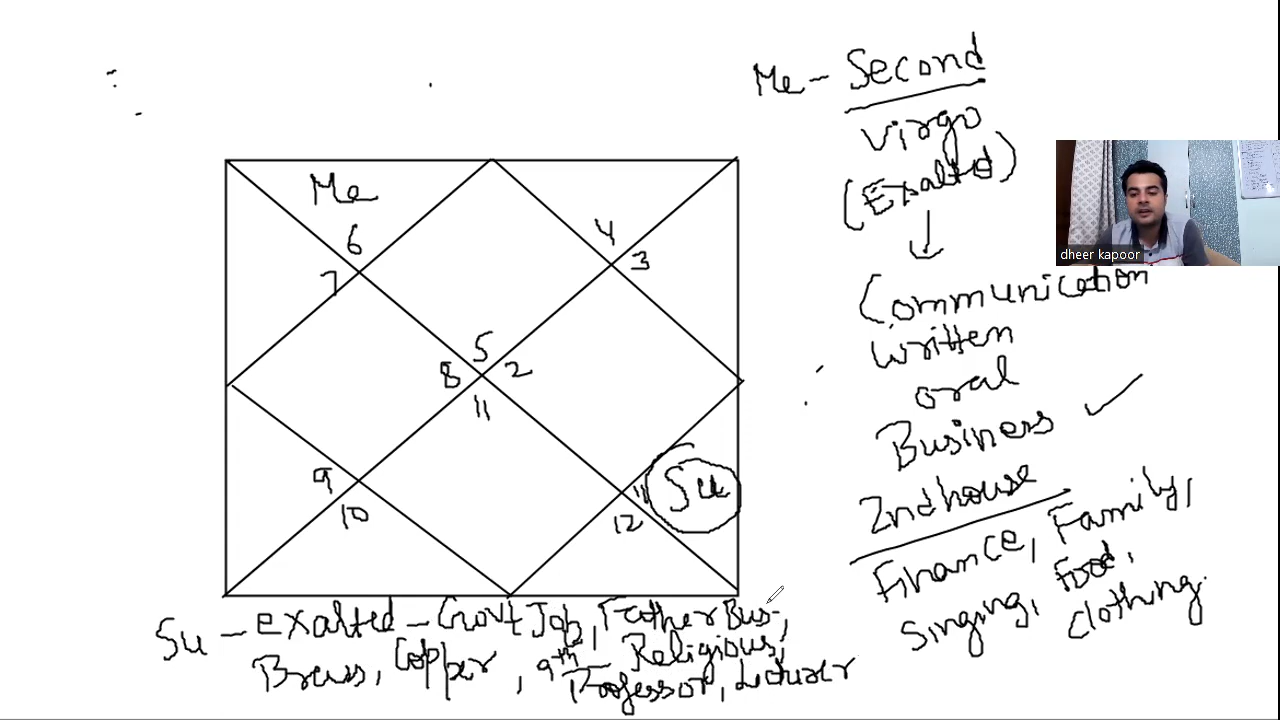 Me - Second
Virgo
(Exalted)
Communication
written
oral
Business ✓
2nd house
Finance, Family,
Singing, Food,
clothing
Me
6
7
4
3
5
8
2
11
9
10
11
Su
12
Su - exalted - Govt Job, Father Bus-,
Brass, Copper, 9th - Religious,
Professor, Lecturer
dheer kapoor